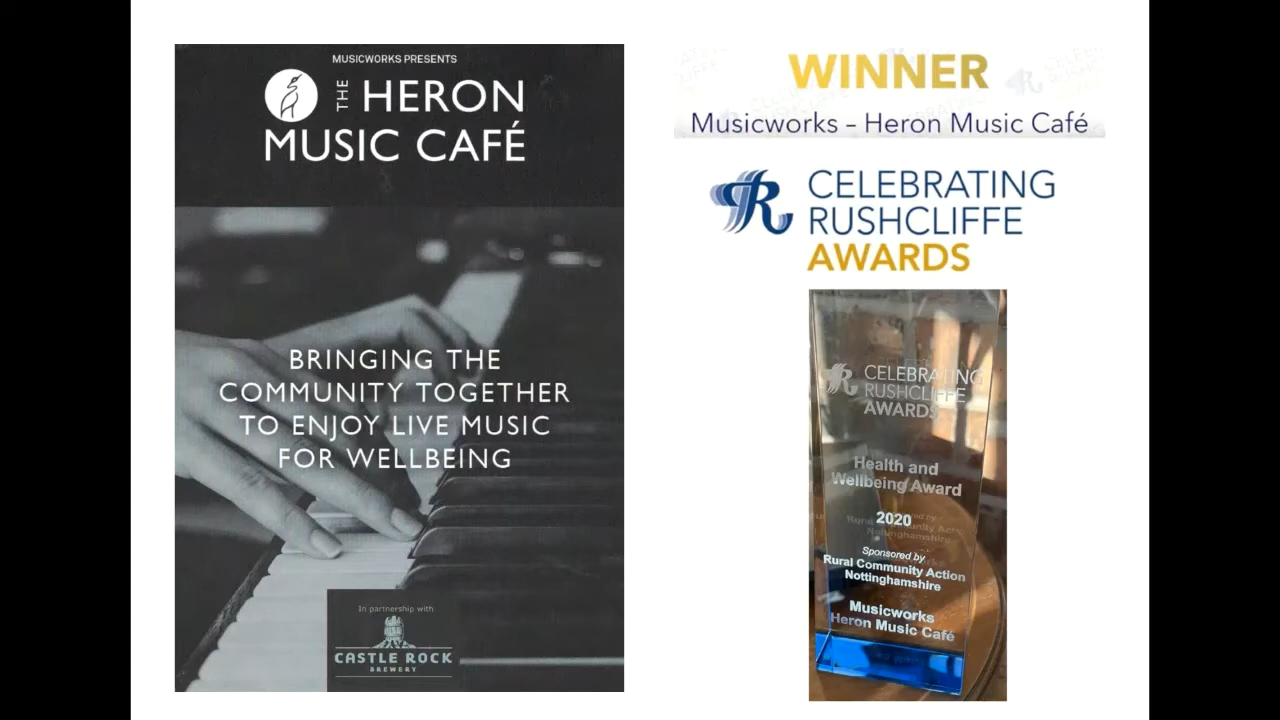 MUSICWORKS PRESENTS
THE HERON
MUSIC CAFÉ
BRINGING THE
COMMUNITY TOGETHER
TO ENJOY LIVE MUSIC
FOR WELLBEING
In partnership with
CASTLE ROCK
BREWERY
WINNER
Musicworks – Heron Music Café
CELEBRATING
RUSHCLIFFE
AWARDS
CELEBRATING
RUSHCLIFFE
AWARDS
Health and
Wellbeing Award
2020
Sponsored by
Rural Community Action
Nottinghamshire
Musicworks
Heron Music Café